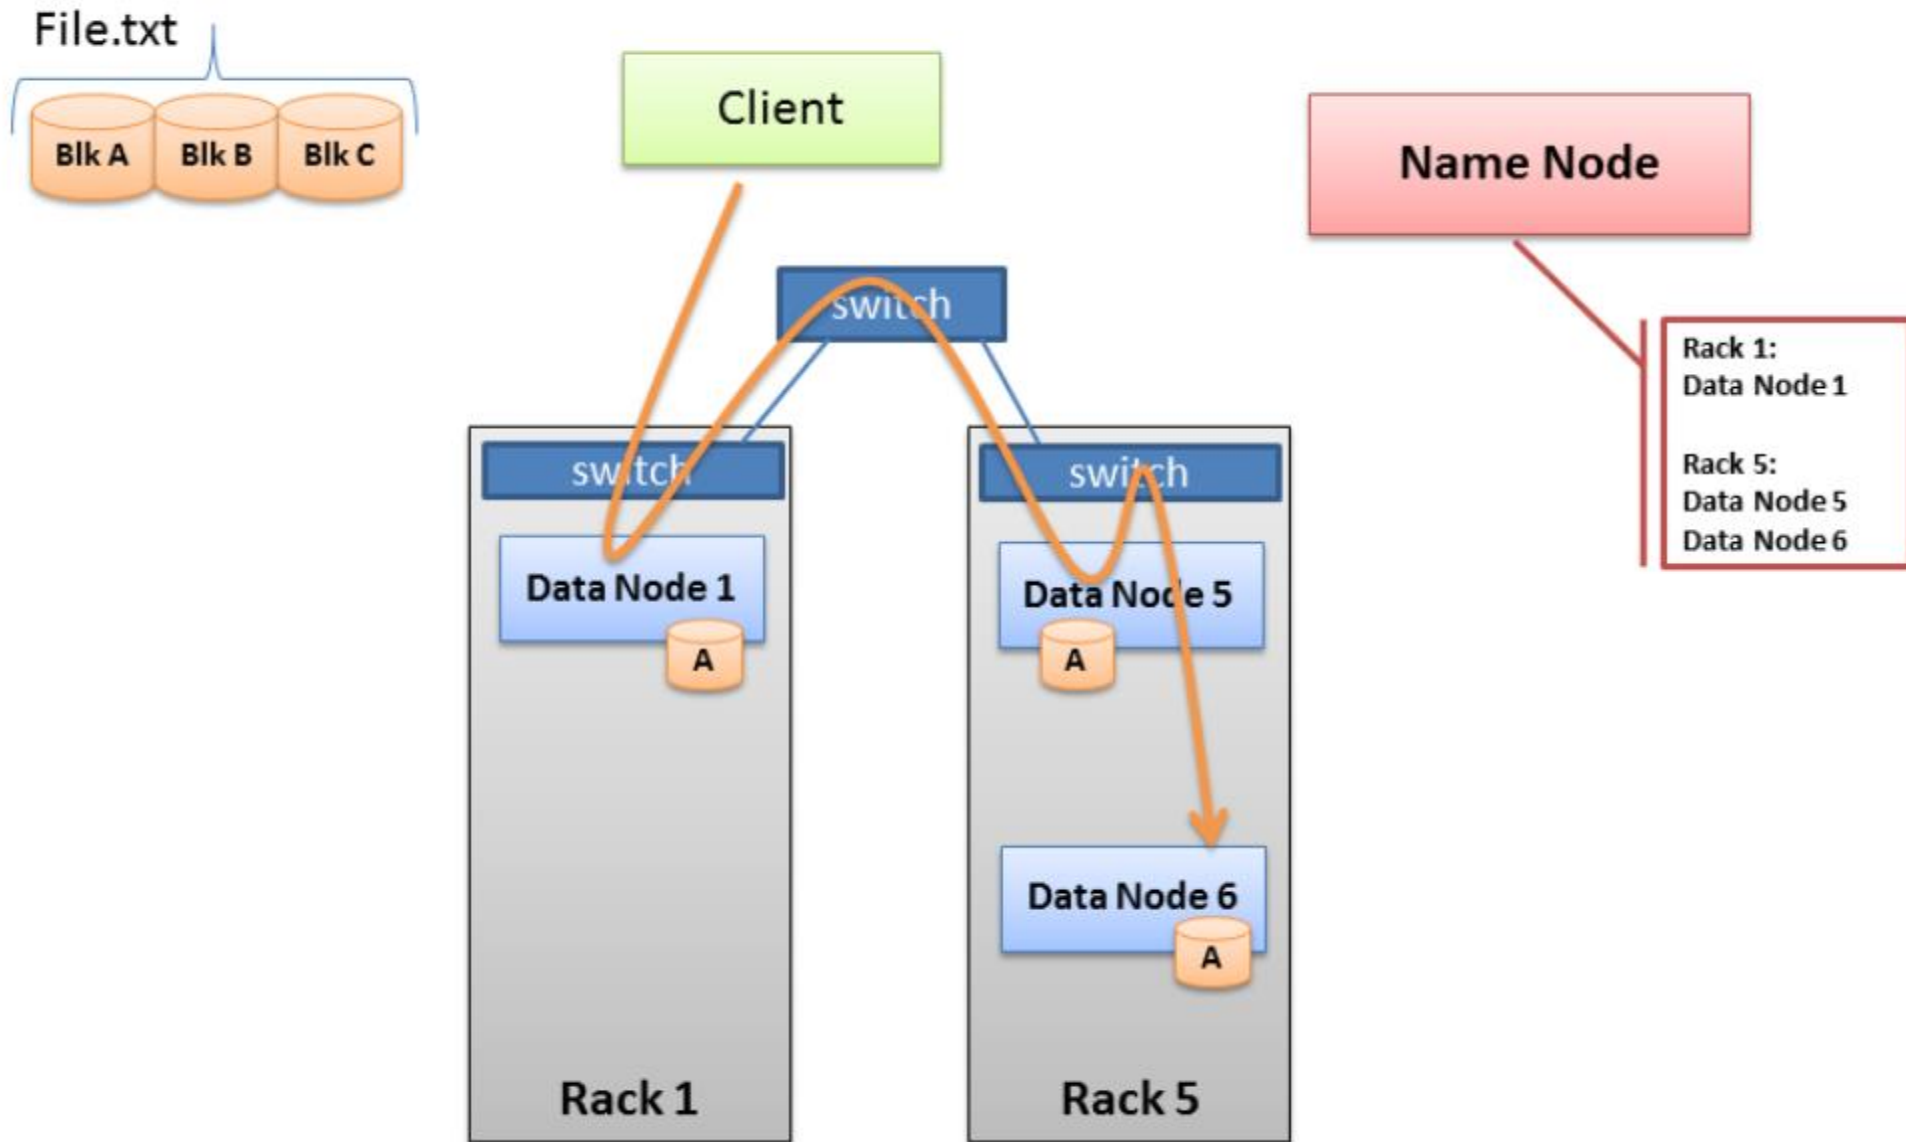 File.txt
Blk A
Blk B
Blk C
Client
Name Node
switch
Rack 1:
Data Node 1
Rack 5:
Data Node 5
Data Node 6
switch
switch
Data Node 1
A
Data Node 5
A
Data Node 6
A
Rack 1
Rack 5